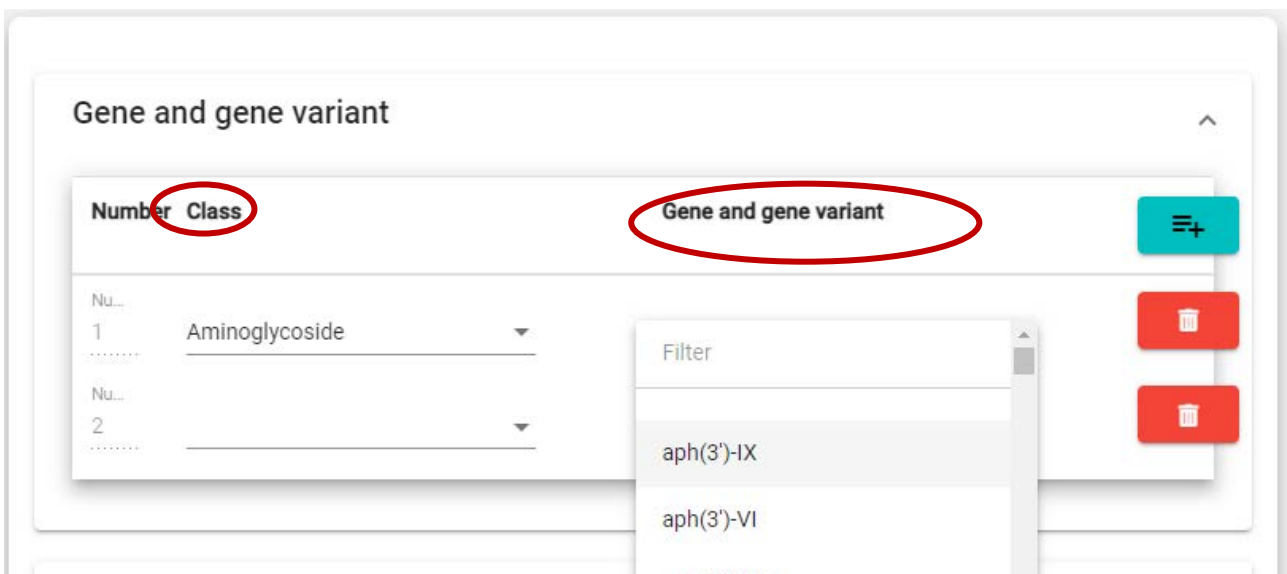 Gene and gene variant
Number Class Gene and gene variant
Nu...
1 Aminoglycoside
Filter
Nu...
2
aph(3')-IX
aph(3')-VI